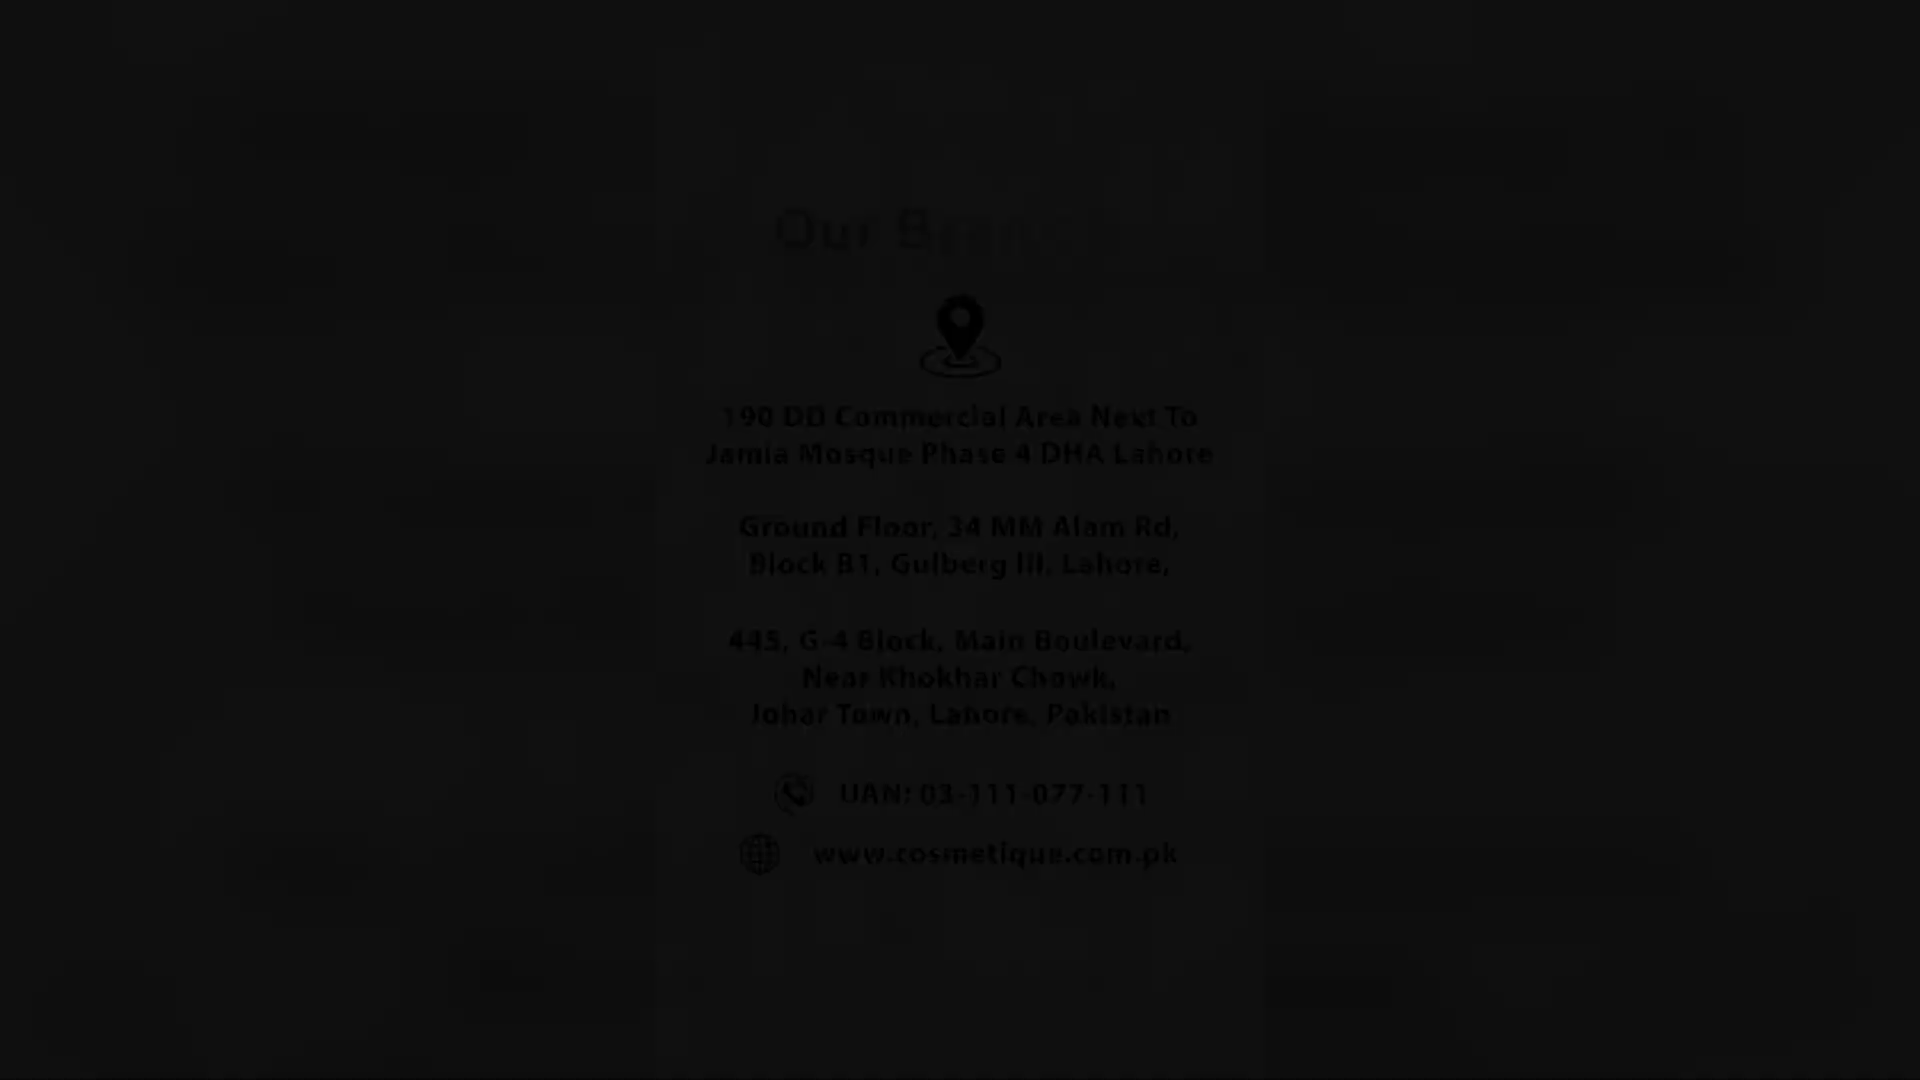 Our Bran
190 DD Commercial Area Next To
Jamia Mosque Phase 4 DHA Lahore
Ground Floor, 34 MM Alam Rd,
Block B1, Gulberg III, Lahore,
445, G-4 Block, Main Boulevard,
Near Khokhar Chowk,
Johar Town, Lahore, Pakistan
UAN: 03-111-077-111
www.cosmetique.com.pk